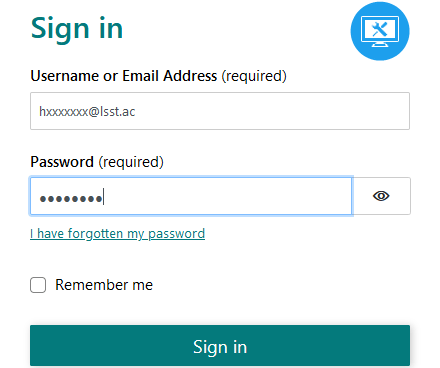 Sign in
Username or Email Address (required)
hxxxxxxx@lsst.ac
Password (required)
●●●●●●●●
I have forgotten my password
Remember me
Sign in